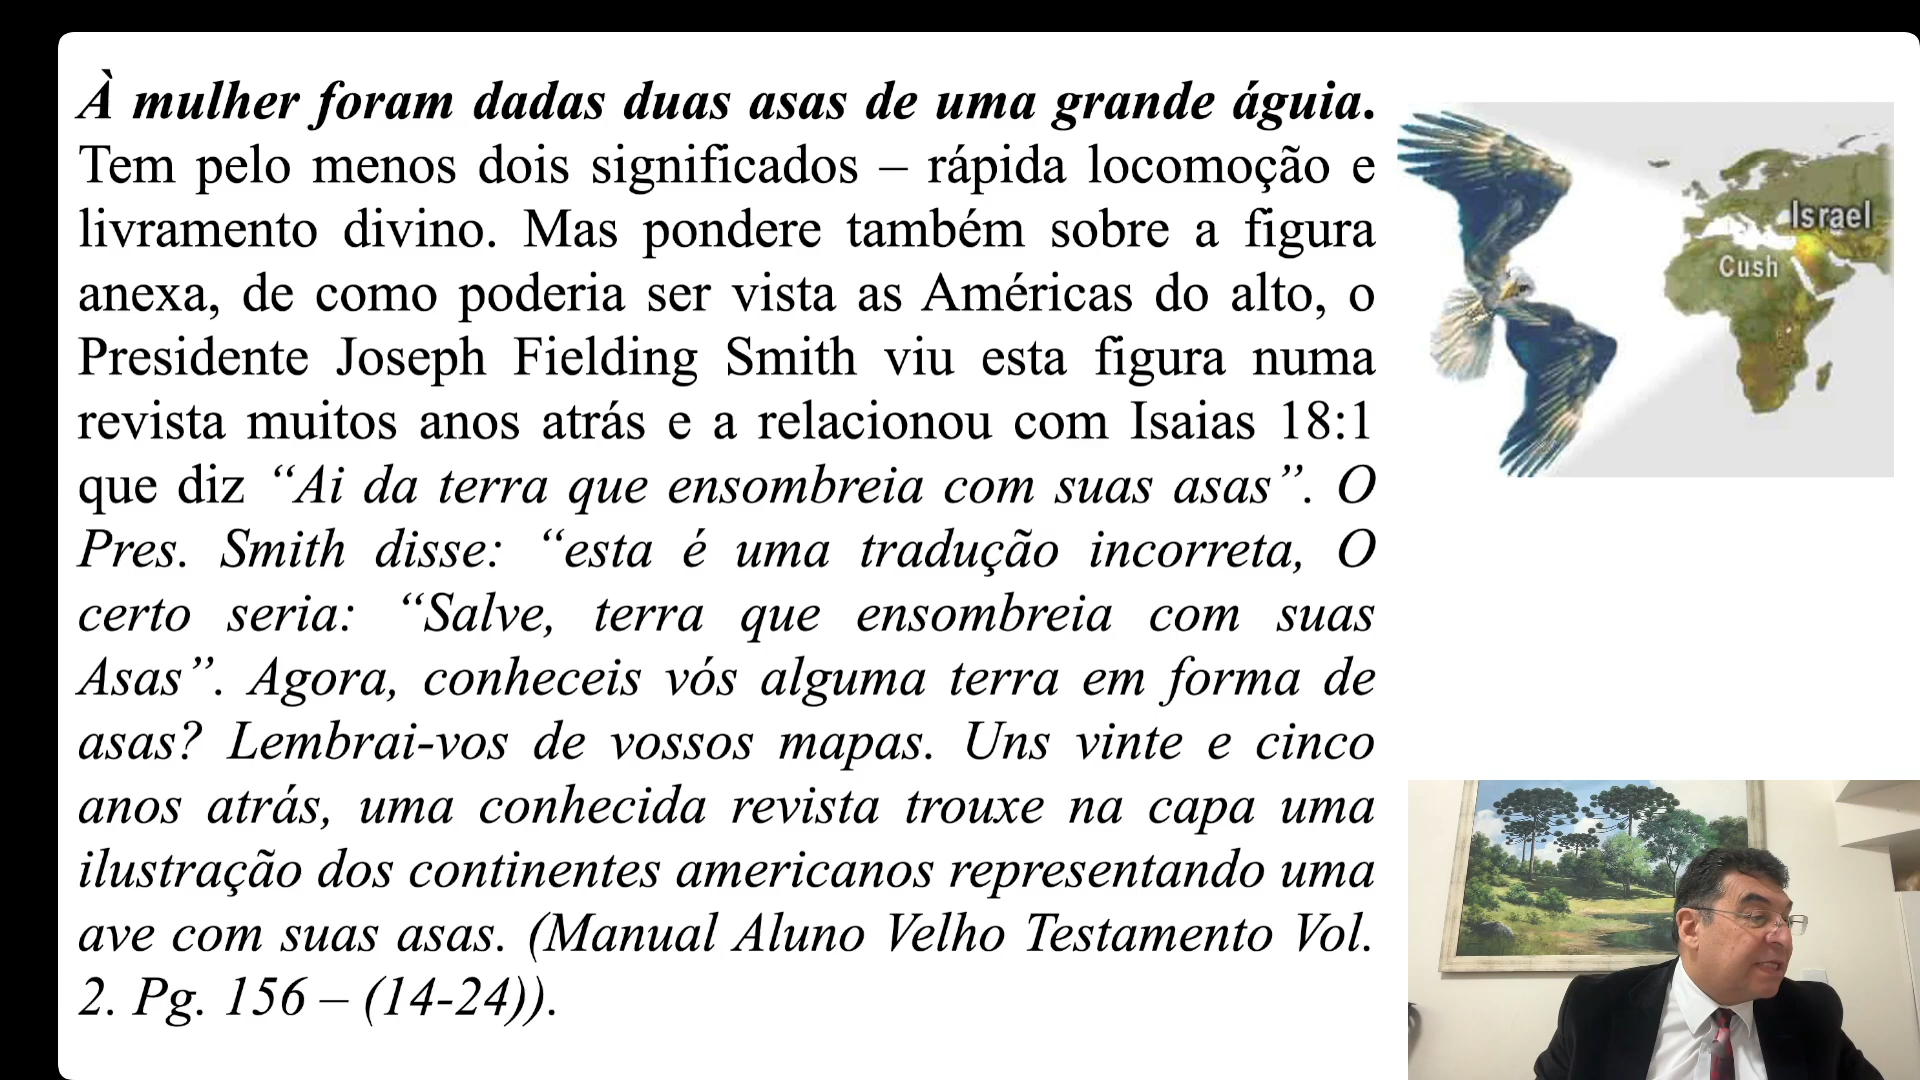 À mulher foram dadas duas asas de uma grande águia.
Tem pelo menos dois significados – rápida locomoção e
livramento divino. Mas pondere também sobre a figura
anexa, de como poderia ser vista as Américas do alto, o
Presidente Joseph Fielding Smith viu esta figura numa
revista muitos anos atrás e a relacionou com Isaias 18:1
que diz “Ai da terra que ensombreia com suas asas”. O
Pres. Smith disse: “esta é uma tradução incorreta, O
certo seria: “Salve, terra que ensombreia com suas
Asas”. Agora, conheceis vós alguma terra em forma de
asas? Lembrai-vos de vossos mapas. Uns vinte e cinco
anos atrás, uma conhecida revista trouxe na capa uma
ilustração dos continentes americanos representando uma
ave com suas asas. (Manual Aluno Velho Testamento Vol.
2. Pg. 156 – (14-24)).
Israel
Cush